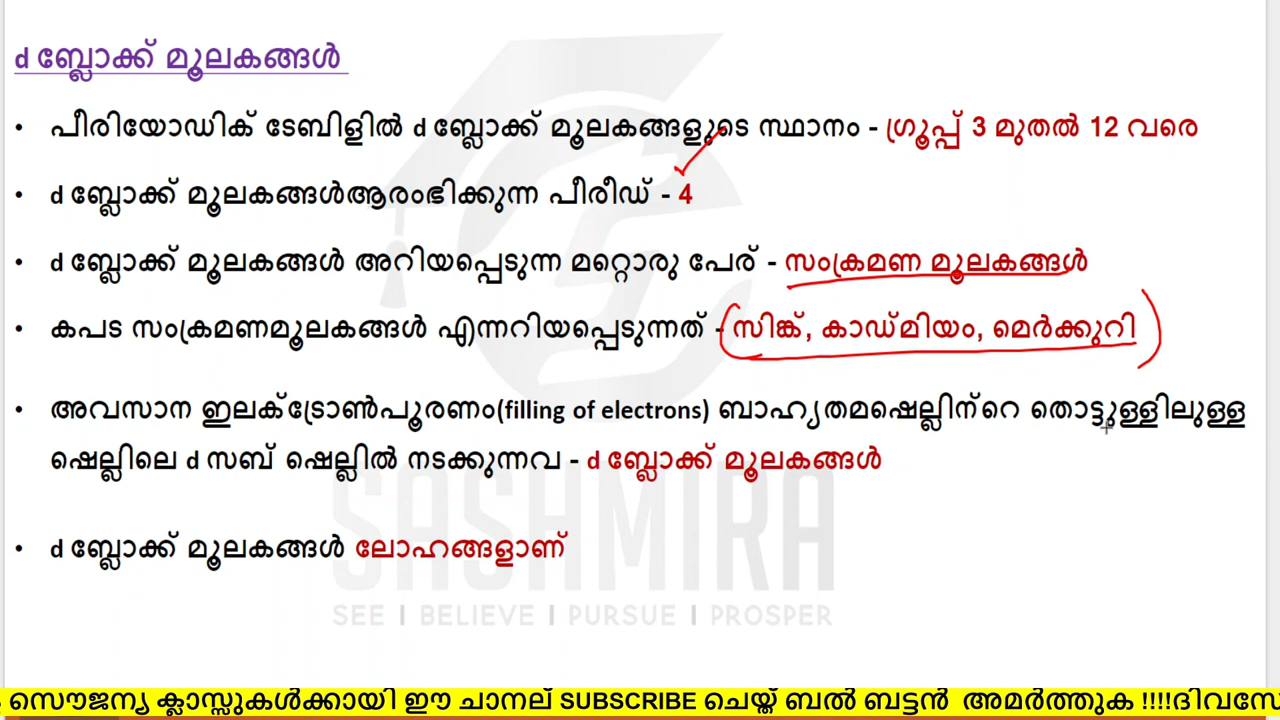 d ബ്ലോക്ക് മൂലകങ്ങൾ
• പീരിയോഡിക് ടേബിളിൽ d ബ്ലോക്ക് മൂലകങ്ങളുടെ സ്ഥാനം - ഗ്രൂപ്പ് 3 മുതൽ 12 വരെ
• d ബ്ലോക്ക് മൂലകങ്ങൾആരംഭിക്കുന്ന പീരീഡ് - 4
• d ബ്ലോക്ക് മൂലകങ്ങൾ അറിയപ്പെടുന്ന മറ്റൊരു പേര് - സംക്രമണ മൂലകങ്ങൾ
• കപട സംക്രമണമൂലകങ്ങൾ എന്നറിയപ്പെടുന്നത് - സിങ്ക്, കാഡ്മിയം, മെർക്കുറി
• അവസാന ഇലക്ട്രോൺപൂരണം(filling of electrons) ബാഹ്യതമഷെല്ലിന്റെ തൊട്ടുള്ളിലുള്ള
ഷെല്ലിലെ d സബ് ഷെല്ലിൽ നടക്കുന്നവ - d ബ്ലോക്ക് മൂലകങ്ങൾ
• d ബ്ലോക്ക് മൂലകങ്ങൾ ലോഹങ്ങളാണ്
SASHMIRA
SEE | BELIEVE | PURSUE | PROSPER
സൌജന്യ ക്ലാസ്സുകൾക്കായി ഈ ചാനല് SUBSCRIBE ചെയ്ത് ബൽ ബട്ടൻ അമർത്തുക !!!!ദിവസേ